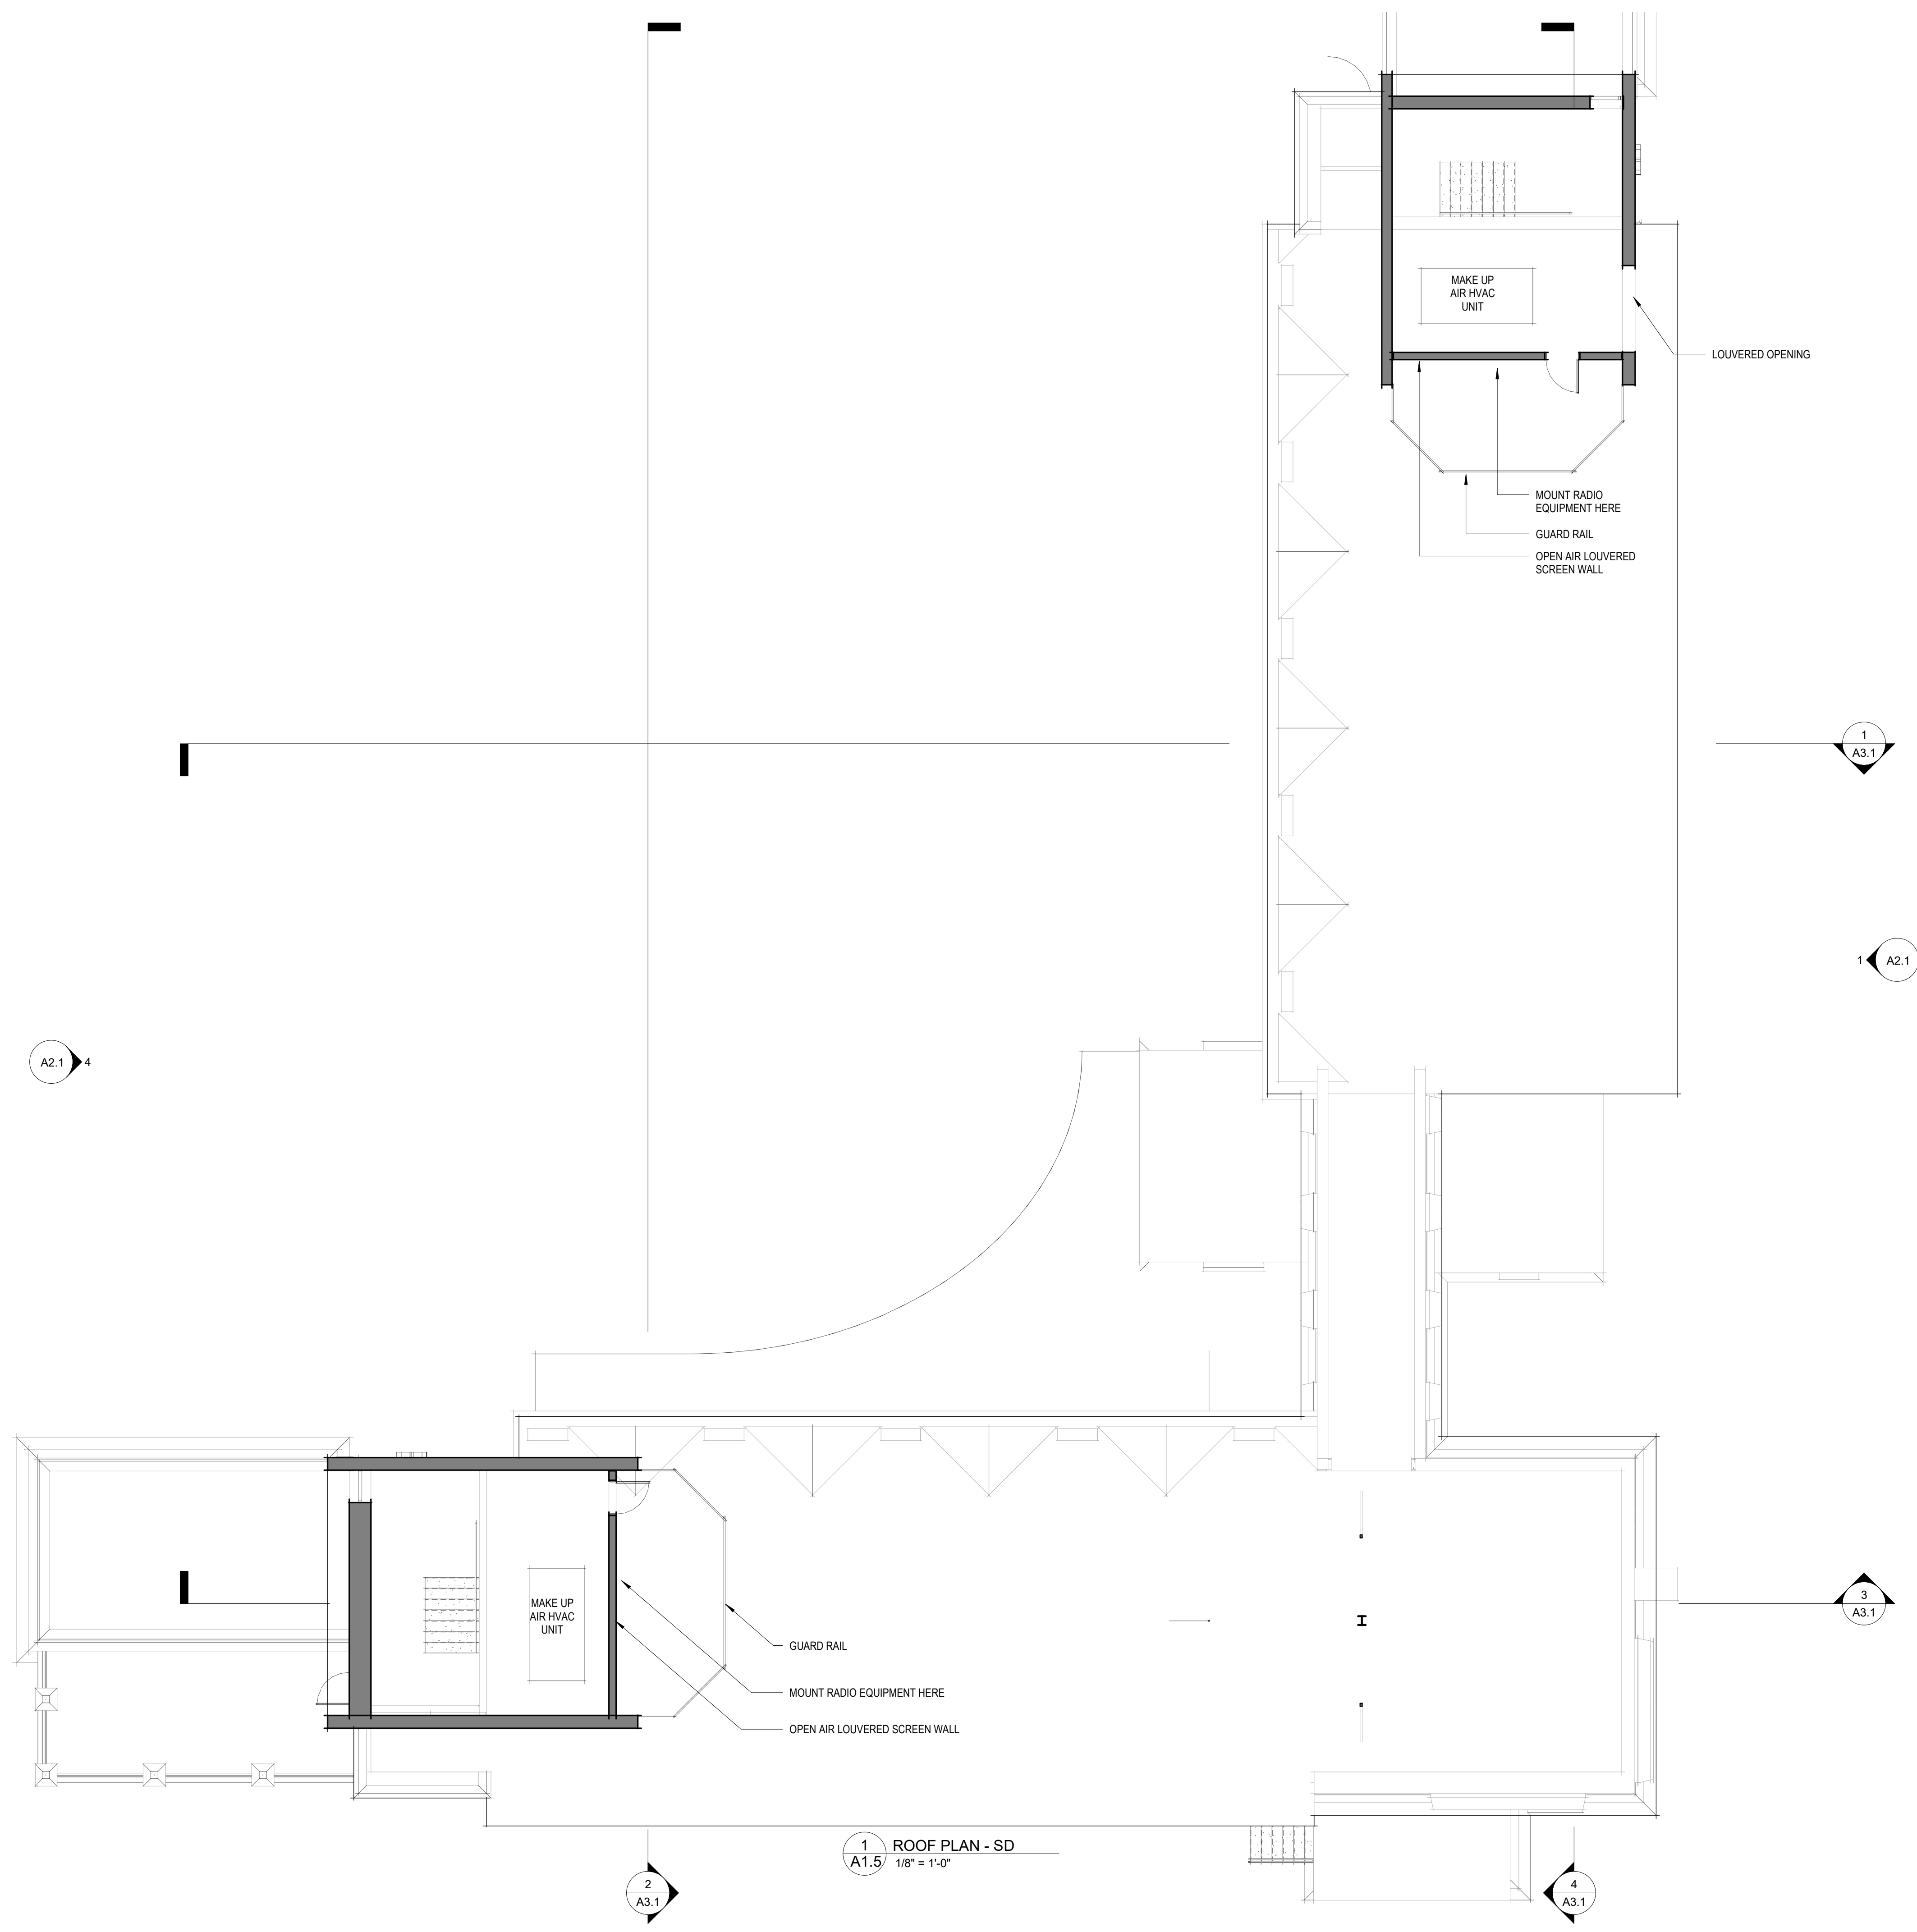 MAKE UP
AIR HVAC
UNIT
LOUVERED OPENING
MOUNT RADIO
EQUIPMENT HERE
GUARD RAIL
OPEN AIR LOUVERED
SCREEN WALL
1
A3.1
1
A2.1
A2.1
4
MAKE UP
AIR HVAC
UNIT
GUARD RAIL
MOUNT RADIO EQUIPMENT HERE
OPEN AIR LOUVERED SCREEN WALL
3
A3.1
1
A1.5
ROOF PLAN - SD
1/8" = 1'-0"
2
A3.1
4
A3.1